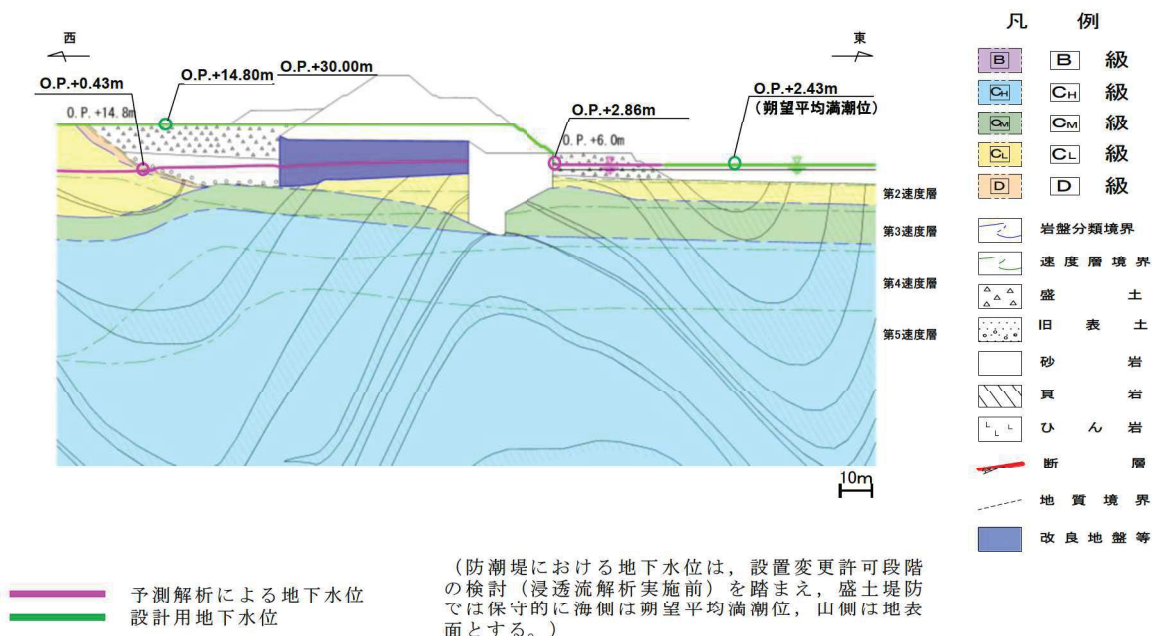 西
東
O.P.+0.43m
O.P.+14.80m
O.P.+30.00m
O.P.+2.86m
O.P.+2.43m
(朔望平均満潮位)
O.P.+14.8m
O.P.+6.0m
第2速度層
第3速度層
第4速度層
第5速度層
10m
凡 例
B B 級
CH CH 級
CM CM 級
CL CL 級
D D 級
岩盤分類境界
速度層境界
盛土
旧表土
砂岩
頁岩
ひん岩
断層
地質境界
改良地盤等
予測解析による地下水位
設計用地下水位
(防潮堤における地下水位は,設置変更許可段階
の検討(浸透流解析実施前)を踏まえ,盛土堤防
では保守的に海側は朔望平均満潮位,山側は地表
面とする。)